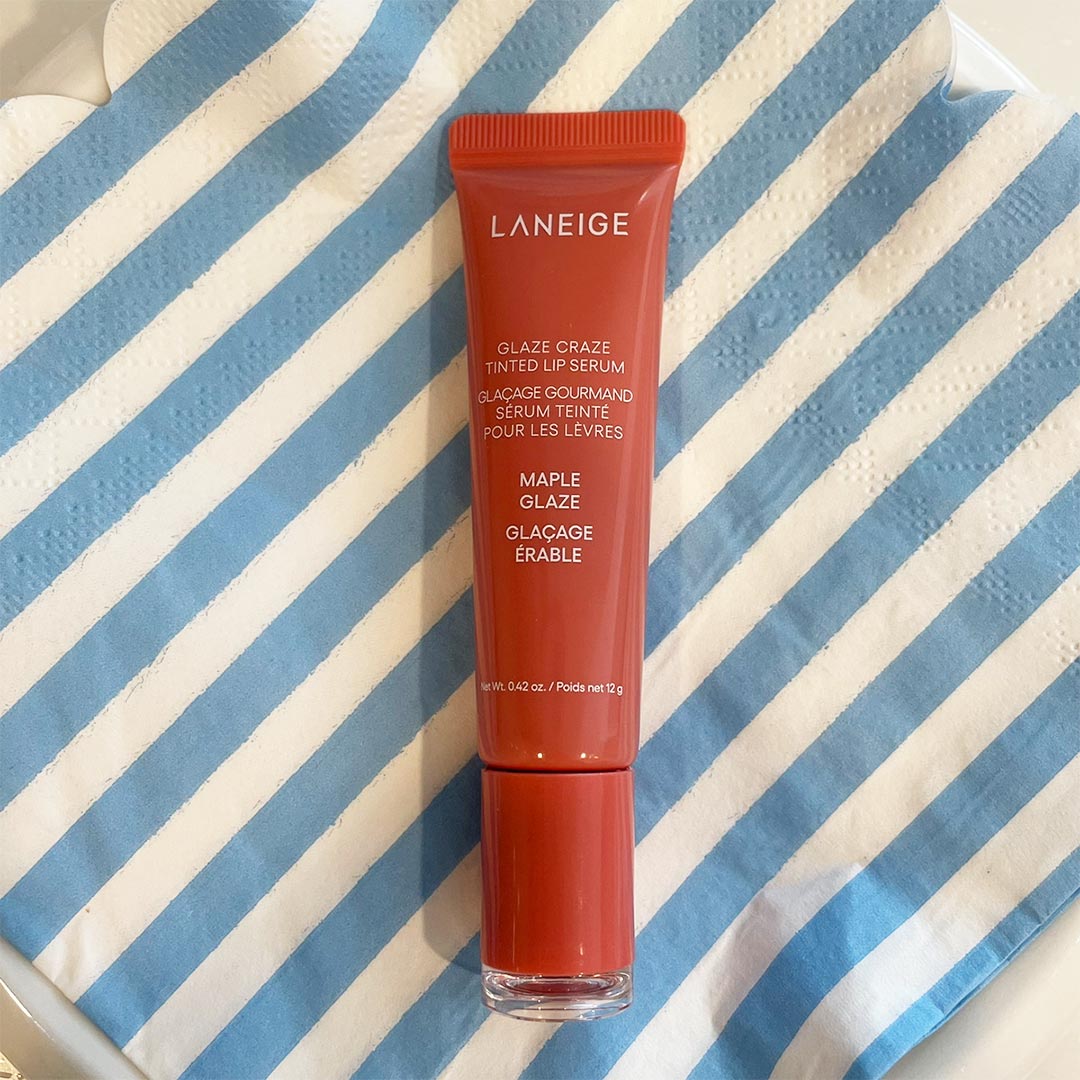 LANEIGE
GLAZE CRAZE
TINTED LIP SERUM
GLAÇAGE GOURMAND
SÉRUM TEINTÉ
POUR LES LÈVRES
MAPLE
GLAZE
GLAÇAGE
ÉRABLE
Net Wt. 0.42 oz. / Poids net 12 g